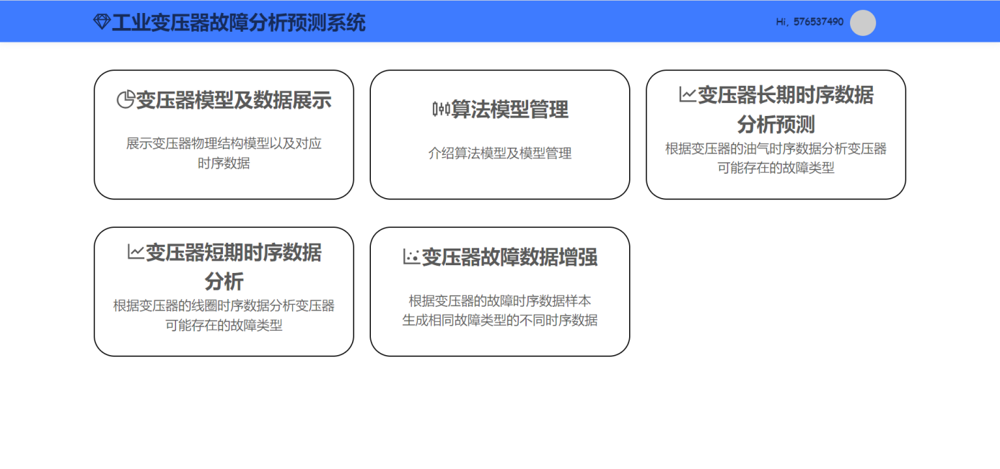 工业变压器故障分析预测系统
Hi, 576537490
变压器模型及数据展示
展示变压器物理结构模型以及对应
时序数据
算法模型管理
介绍算法模型及模型管理
变压器长期时序数据
分析预测
根据变压器的油气时序数据分析变压器
可能存在的故障类型
变压器短期时序数据
分析
根据变压器的线圈时序数据分析变压器
可能存在的故障类型
变压器故障数据增强
根据变压器的故障时序数据样本
生成相同故障类型的不同时序数据